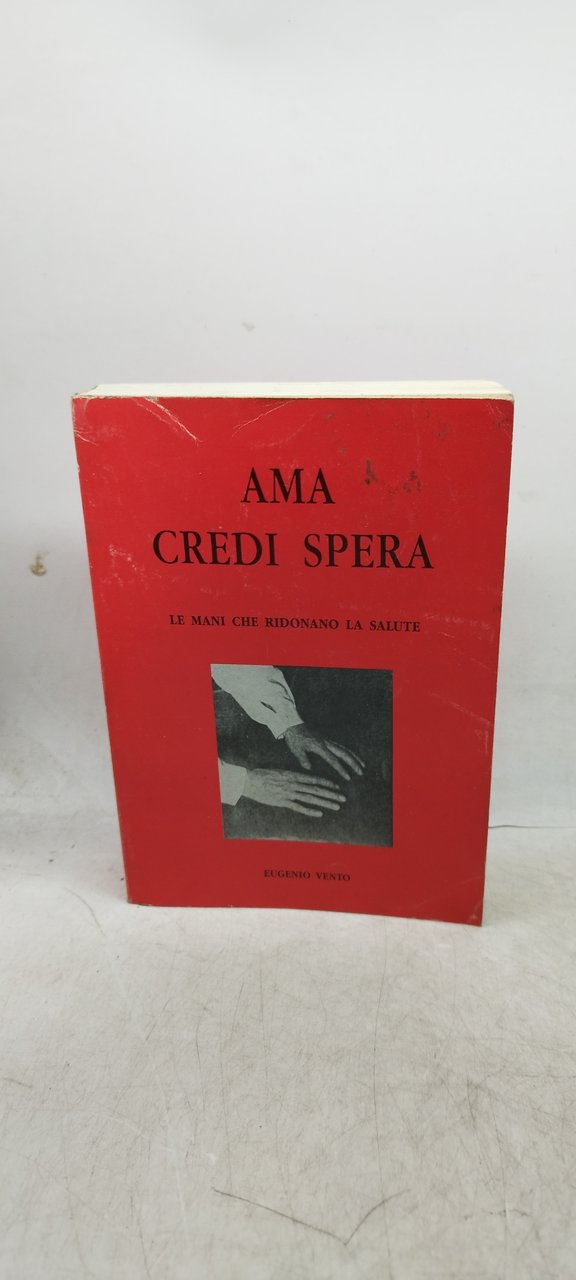 AMA
CREDI SPERA
LE MANI CHE RIDONANO LA SALUTE
EUGENIO VENTO